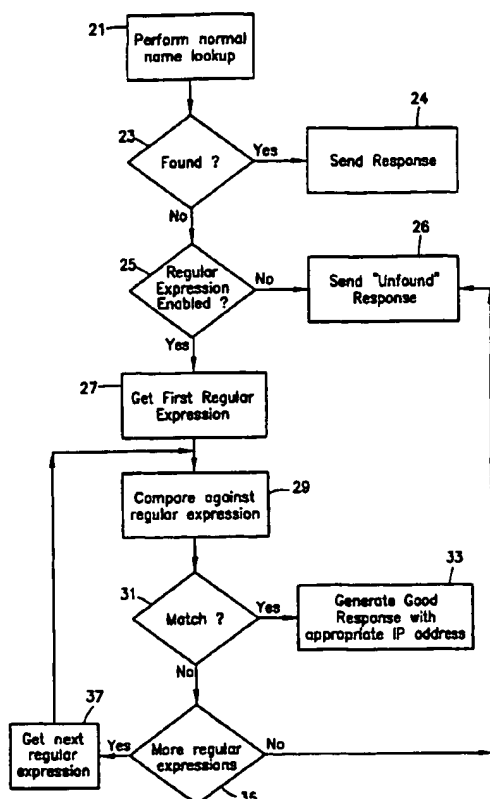 21
Perform normal
name lookup
23
Found ?
Yes
24
Send Response
No
25
Regular
Expression
Enabled ?
No
26
Send "Unfound"
Response
Yes
27
Get First Regular
Expression
29
Compare against
regular expression
31
Match ?
Yes
33
Generate Good
Response with
appropriate IP address
No
37
Get next
regular
expression
Yes
More regular
expressions
No